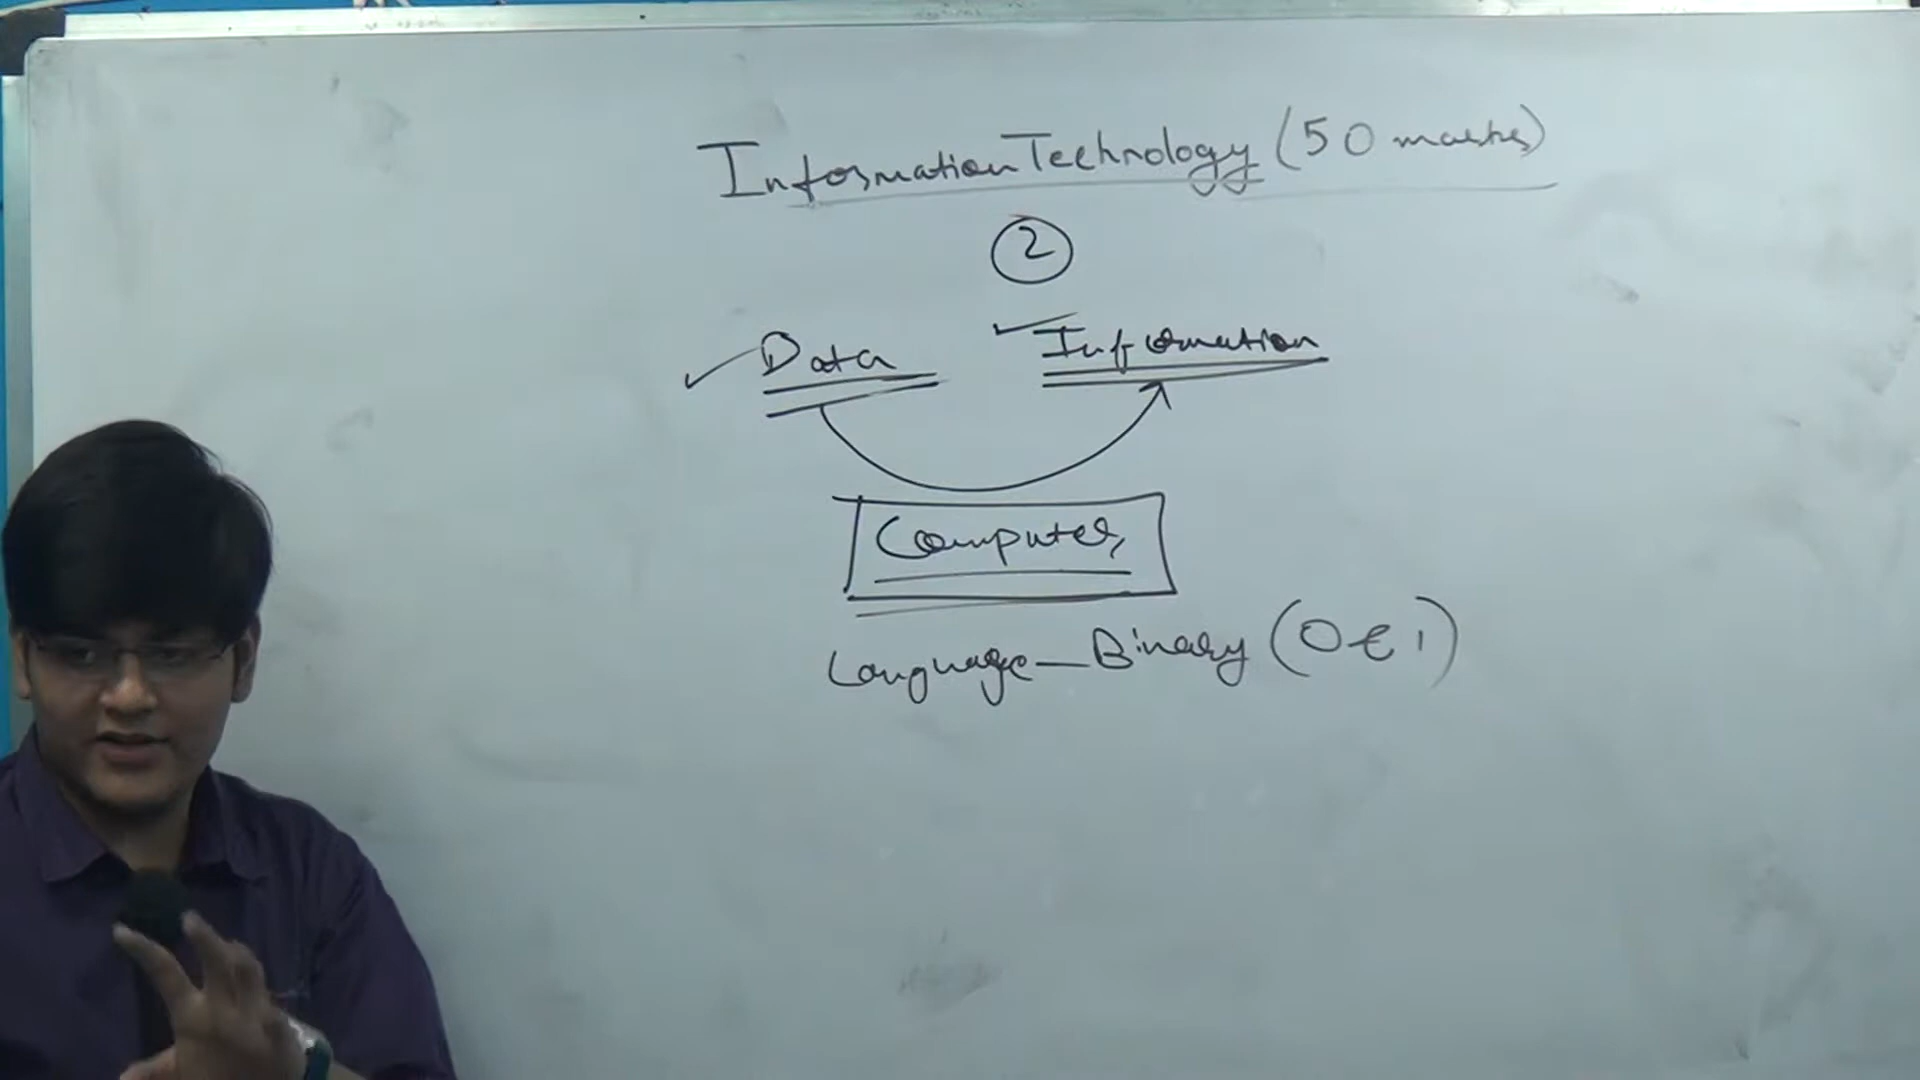 Information Technology (50 marks)
2
Data Information
Computer
Language - Binary (0 & 1)